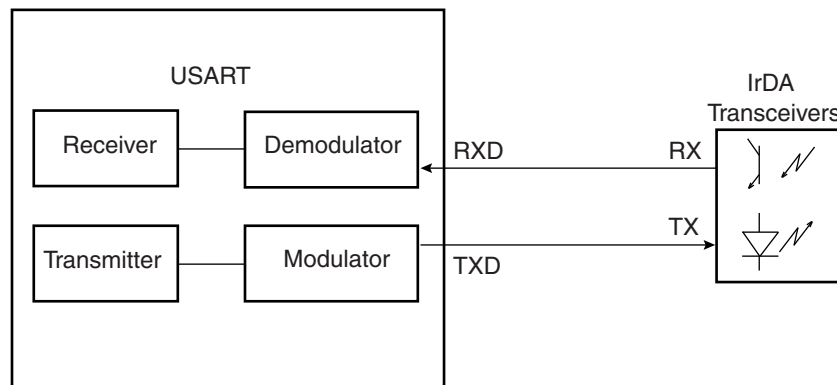 USART
IrDA
Transceivers
Receiver
Demodulator
RXD
RX
Transmitter
Modulator
TXD
TX